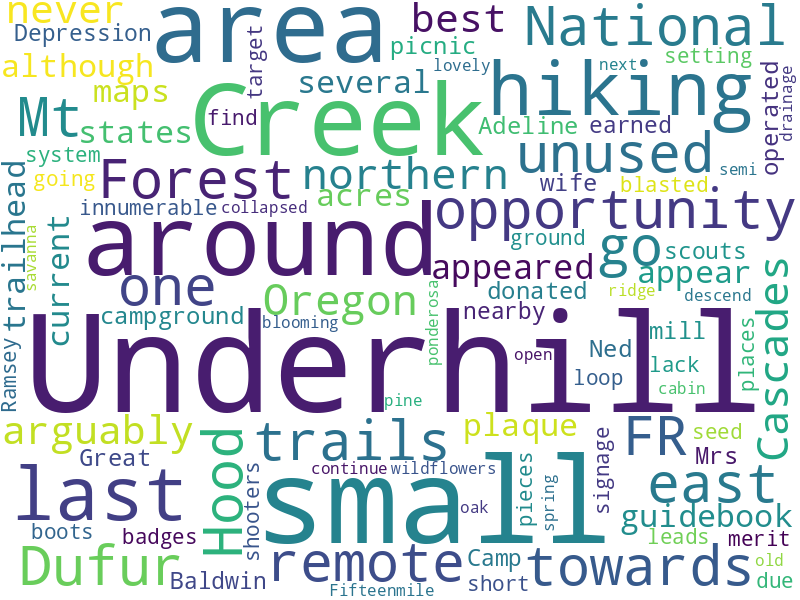 never
area
best
National
Depression
picnic
target
lovely
next
setting
although
several
hiking
operated
drainage
maps
Mt
Creek
find
states
Adeline
earned
unused
system
Forest
northern
semi
going
acres
wife
blasted
innumerable
collapsed
opportunity
trailhead
savanna
current
around
ground
go
scouts
appeared
appear
Cascades
one
Oregon
donated
ridge
descend
campground
blooming
ponderosa
nearby
mill
places
Ramsey
Underhill
Ned
open
lack
loop
cabin
pine
arguably
Hood
trails
plaque
FR
seed
Great
Mrs
last
shooters
continue
wildflowers
small
pieces
spring
signage
east
oak
guidebook
boots
badges
leads
merit
Dufur
Baldwin
remote
Camp
towards
old
short
due
Fifteenmile